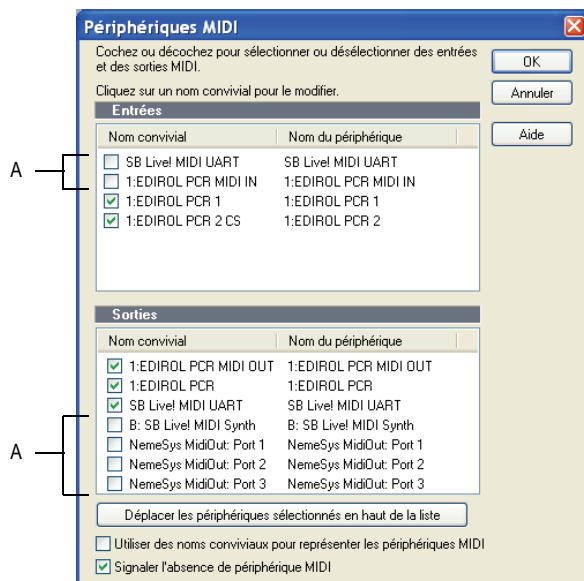 Périphériques MIDI
Cochez ou décochez pour sélectionner ou désélectionner des entrées
et des sorties MIDI.
OK
Cliquez sur un nom convivial pour le modifier.
Annuler
Entrées
Aide
Nom convivial Nom du périphérique
A
SB Live! MIDI UART SB Live! MIDI UART
1:EDIROL PCR MIDI IN 1:EDIROL PCR MIDI IN
1:EDIROL PCR 1 1:EDIROL PCR 1
1:EDIROL PCR 2 CS 1:EDIROL PCR 2
Sorties
Nom convivial Nom du périphérique
1:EDIROL PCR MIDI OUT 1:EDIROL PCR MIDI OUT
1:EDIROL PCR 1:EDIROL PCR
SB Live! MIDI UART SB Live! MIDI UART
B: SB Live! MIDI Synth B: SB Live! MIDI Synth
A
NemeSys MidiOut: Port 1 NemeSys MidiOut: Port 1
NemeSys MidiOut: Port 2 NemeSys MidiOut: Port 2
NemeSys MidiOut: Port 3 NemeSys MidiOut: Port 3
Déplacer les périphériques sélectionnés en haut de la liste
Utiliser des noms conviviaux pour représenter les périphériques MIDI
Signaler l'absence de périphérique MIDI